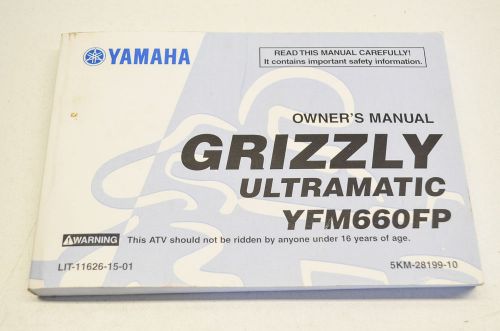 YAMAHA
READ THIS MANUAL CAREFULLY!
It contains important safety information.
OWNER'S MANUAL
GRIZZLY
ULTRAMATIC
YFM660FP
WARNING This ATV should not be ridden by anyone under 16 years of age.
LIT-11626-15-01
5KM-28199-10